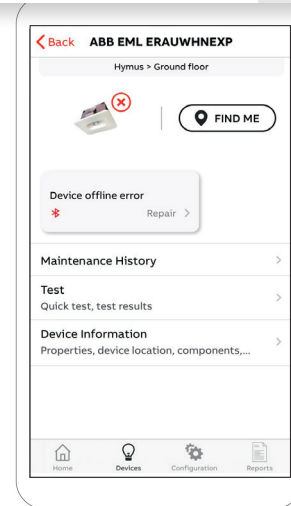 Back ABB EML ERAUWHNEXP
Hymus > Ground floor
FIND ME
Device offline error
Repair >
Maintenance History >
Test
Quick test, test results >
Device Information
Properties, device location, components,... >
Home Devices Configuration Reports